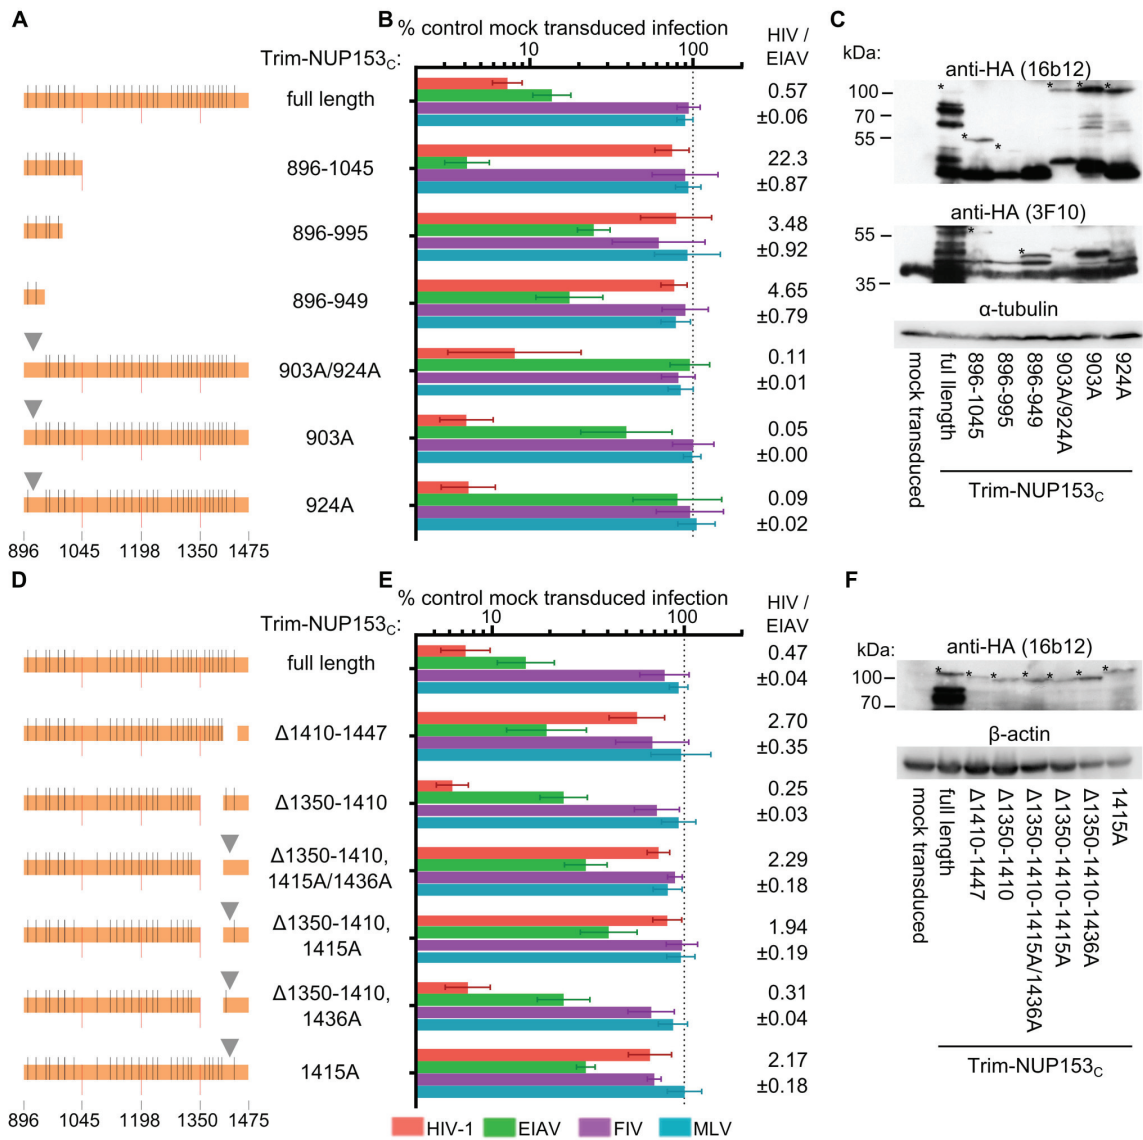 A
B
C
% control mock transduced infection
HIV /
EIAV
Trim-NUP153C:
10
100
full length
0.57
±0.06
896-1045
22.3
±0.87
896-995
3.48
±0.92
896-949
4.65
±0.79
903A/924A
0.11
±0.01
903A
0.05
±0.00
924A
0.09
±0.02
896 1045 1198 1350 1475
kDa:
anti-HA (16b12)
100
70
55
* * * * * *
anti-HA (3F10)
55
35
* *
α-tubulin
mock transduced
ful llength
896-1045
896-995
896-949
903A/924A
903A
924A
Trim-NUP153C
D
E
F
% control mock transduced infection
HIV /
EIAV
Trim-NUP153C:
10
100
full length
0.47
±0.04
Δ1410-1447
2.70
±0.35
Δ1350-1410
0.25
±0.03
Δ1350-1410,
1415A/1436A
2.29
±0.18
Δ1350-1410,
1415A
1.94
±0.19
Δ1350-1410,
1436A
0.31
±0.04
1415A
2.17
±0.18
896 1045 1198 1350 1475
HIV-1 EIAV FIV MLV
kDa:
anti-HA (16b12)
100
70
* * * * * * *
β-actin
mock transduced
full length
Δ1410-1447
Δ1350-1410
Δ1350-1410-1415A/1436A
Δ1350-1410-1415A
Δ1350-1410-1436A
1415A
Trim-NUP153C